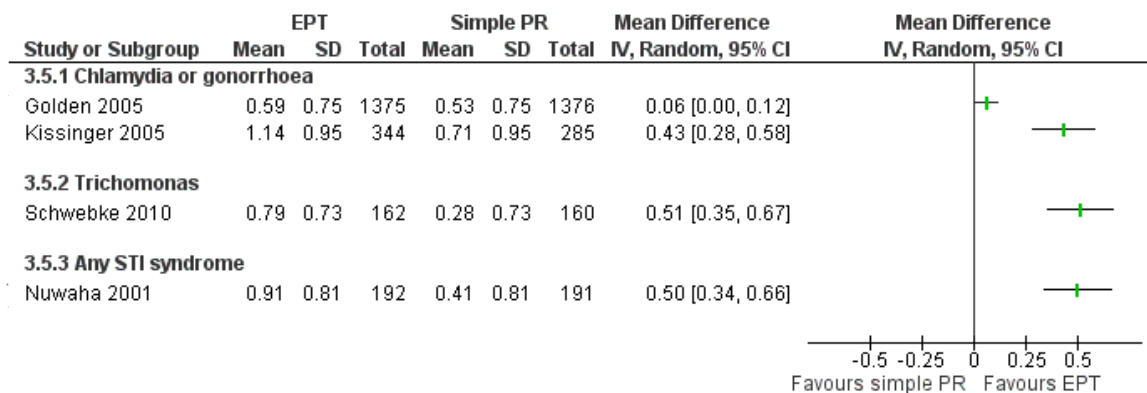 EPT Simple PR Mean Difference Mean Difference
Study or Subgroup Mean SD Total Mean SD Total IV, Random, 95% CI IV, Random, 95% CI
3.5.1 Chlamydia or gonorrhoea
Golden 2005 0.59 0.75 1375 0.53 0.75 1376 0.06 [0.00, 0.12]
Kissinger 2005 1.14 0.95 344 0.71 0.95 285 0.43 [0.28, 0.58]
3.5.2 Trichomonas
Schwebke 2010 0.79 0.73 162 0.28 0.73 160 0.51 [0.35, 0.67]
3.5.3 Any STI syndrome
Nuwaha 2001 0.91 0.81 192 0.41 0.81 191 0.50 [0.34, 0.66]
-0.5 -0.25 0 0.25 0.5
Favours simple PR Favours EPT